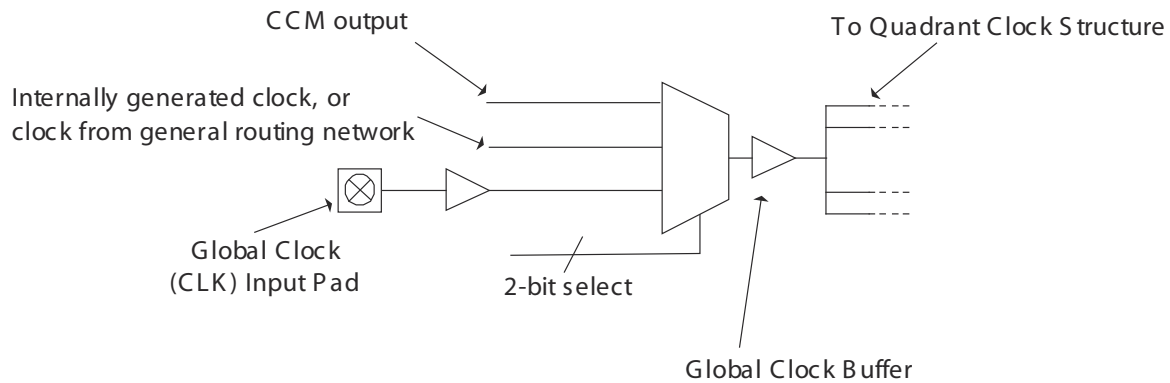 CCM output
To Quadrant Clock Structure
Internally generated clock, or
clock from general routing network
Global Clock
(CLK) Input Pad
2-bit select
Global Clock Buffer